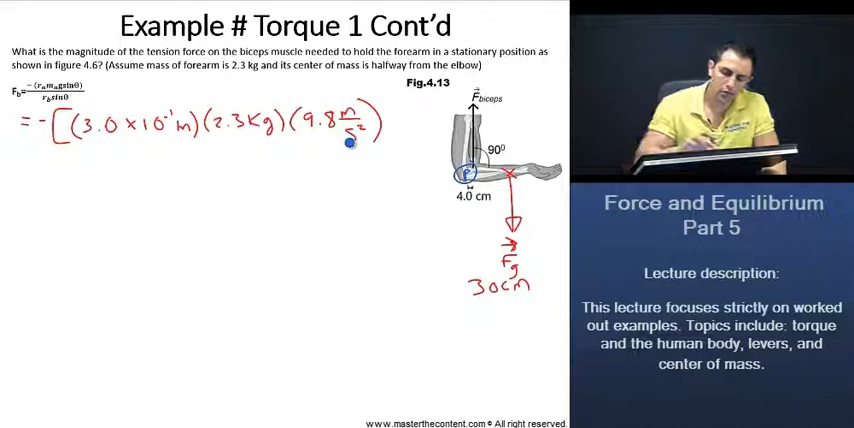 Example # Torque 1 Cont'd
What is the magnitude of the tension force on the biceps muscle needed to hold the forearm in a stationary position as
shown in figure 4.6? (Assume mass of forearm is 2.3 kg and its center of mass is halfway from the elbow)
F_b=−(r_a m_a g sinθ)/(r_b sinθ)
Fig.4.13
F⃗ biceps
= -[(3.0 × 10⁻¹ m)(2.3 Kg)(9.8 m/s²)
90⁰
P
4.0 cm
F⃗g
30cm
Force and Equilibrium
Part 5
Lecture description:
This lecture focuses strictly on worked
out examples. Topics include: torque
and the human body, levers, and
center of mass.
www.masterthecontent.com © All right reserved.